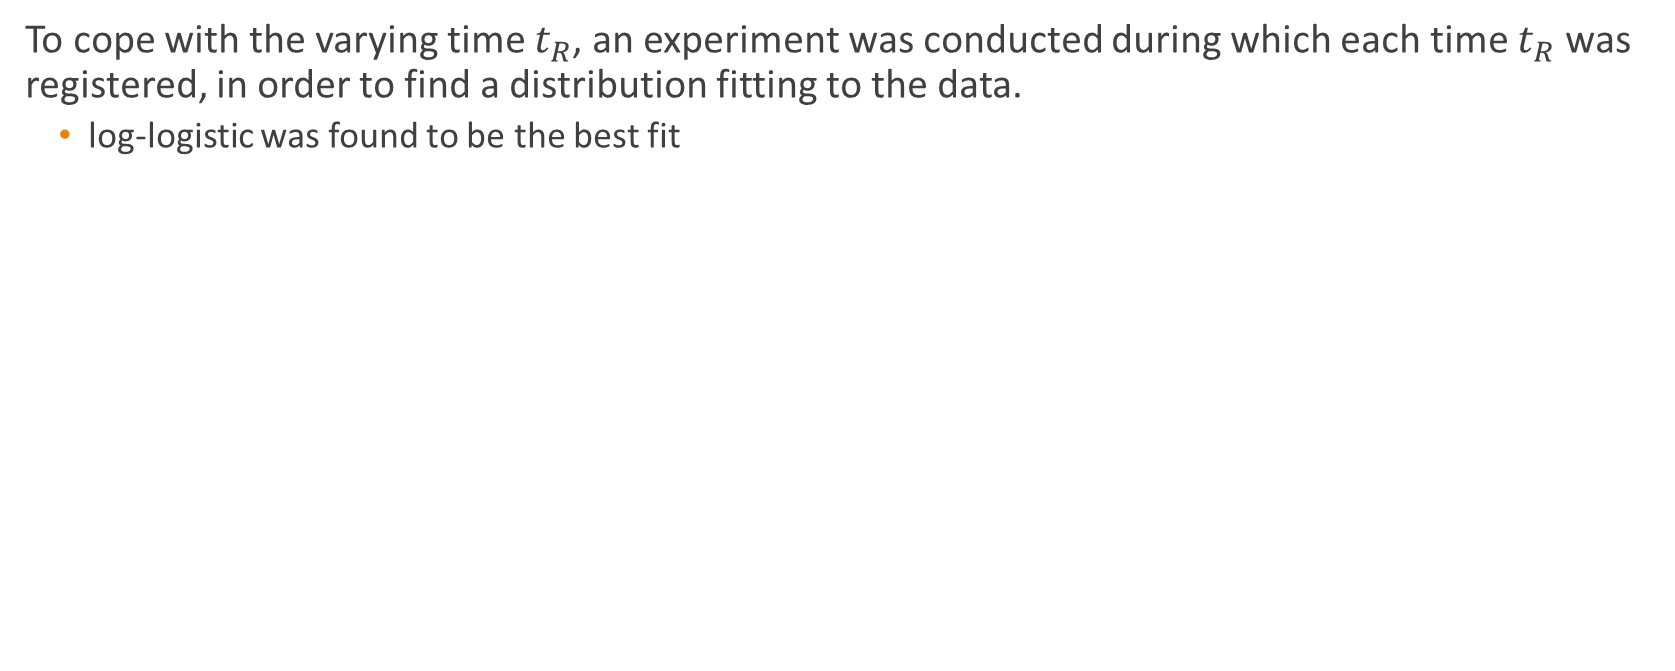 To cope with the varying time t_R, an experiment was conducted during which each time t_R was
registered, in order to find a distribution fitting to the data.
• log-logistic was found to be the best fit